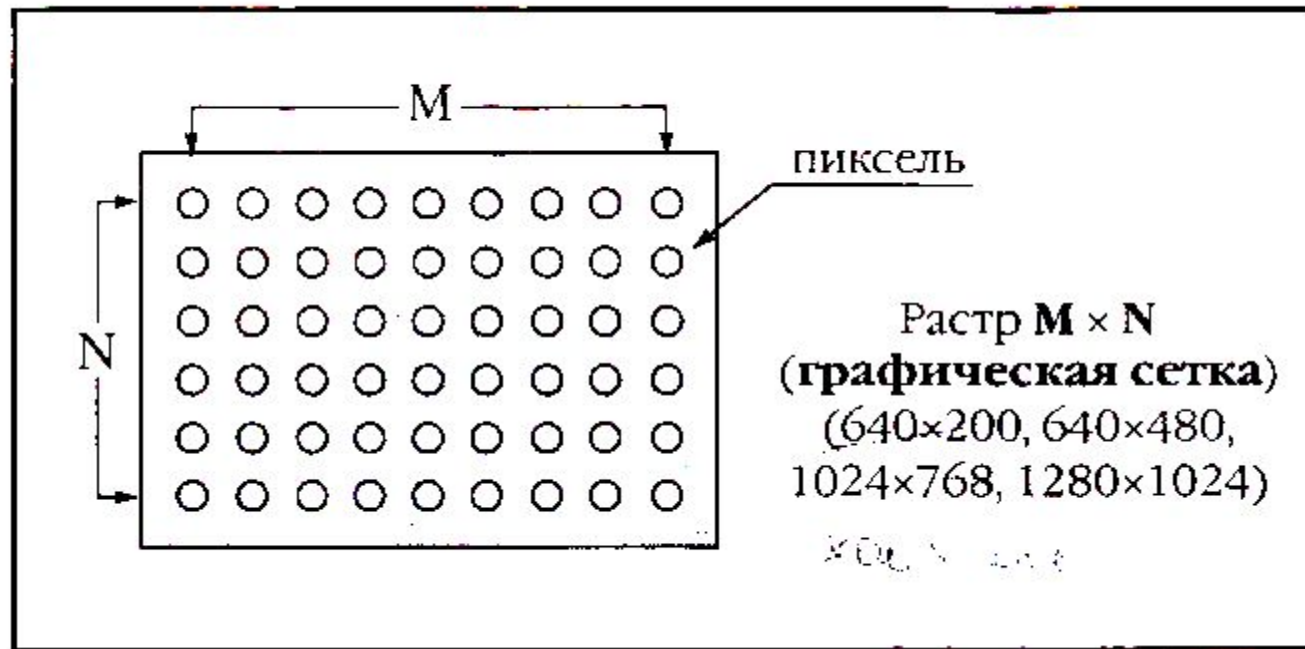 M
пиксель
N
Растр M × N
(графическая сетка)
(640×200, 640×480,
1024×768, 1280×1024)